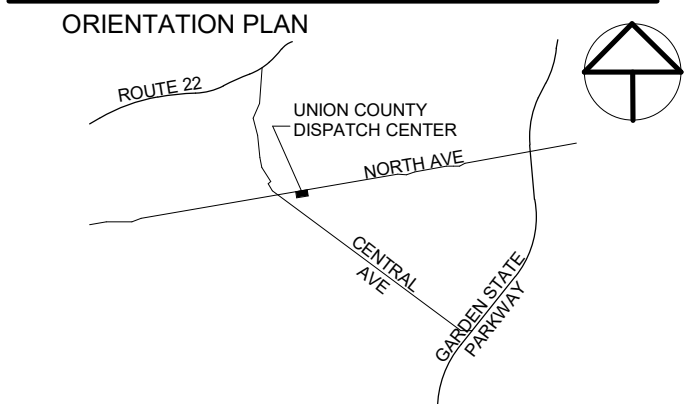 ORIENTATION PLAN
ROUTE 22
UNION COUNTY
DISPATCH CENTER
NORTH AVE
CENTRAL
AVE
GARDEN STATE
PARKWAY